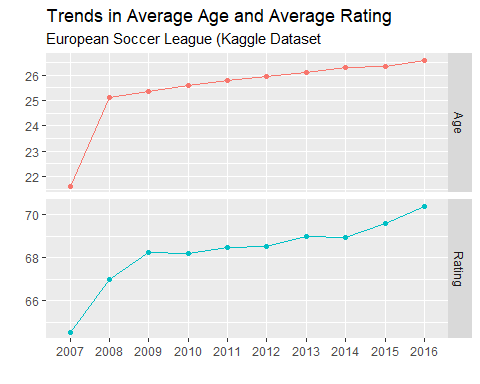 Trends in Average Age and Average Rating
European Soccer League (Kaggle Dataset
26
25
24
23
22
Age
70
68
66
Rating
2007 2008 2009 2010 2011 2012 2013 2014 2015 2016